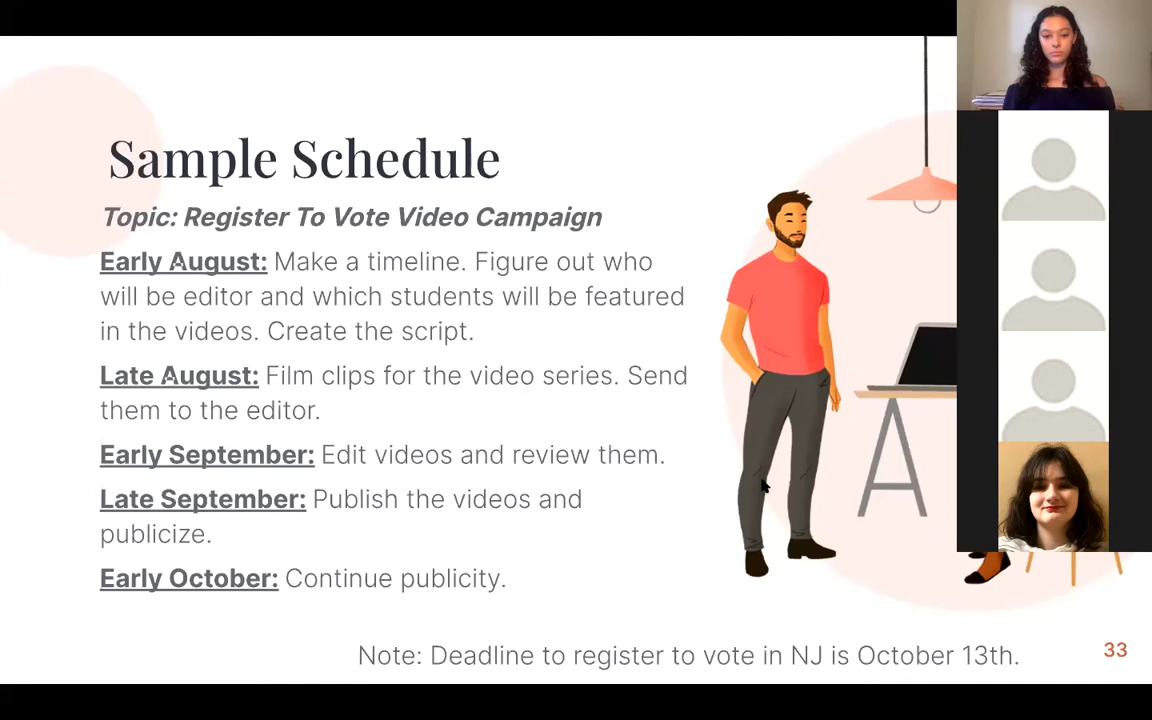 Sample Schedule
Topic: Register To Vote Video Campaign
Early August: Make a timeline. Figure out who
will be editor and which students will be featured
in the videos. Create the script.
Late August: Film clips for the video series. Send
them to the editor.
Early September: Edit videos and review them.
Late September: Publish the videos and
publicize.
Early October: Continue publicity.
Note: Deadline to register to vote in NJ is October 13th.
33